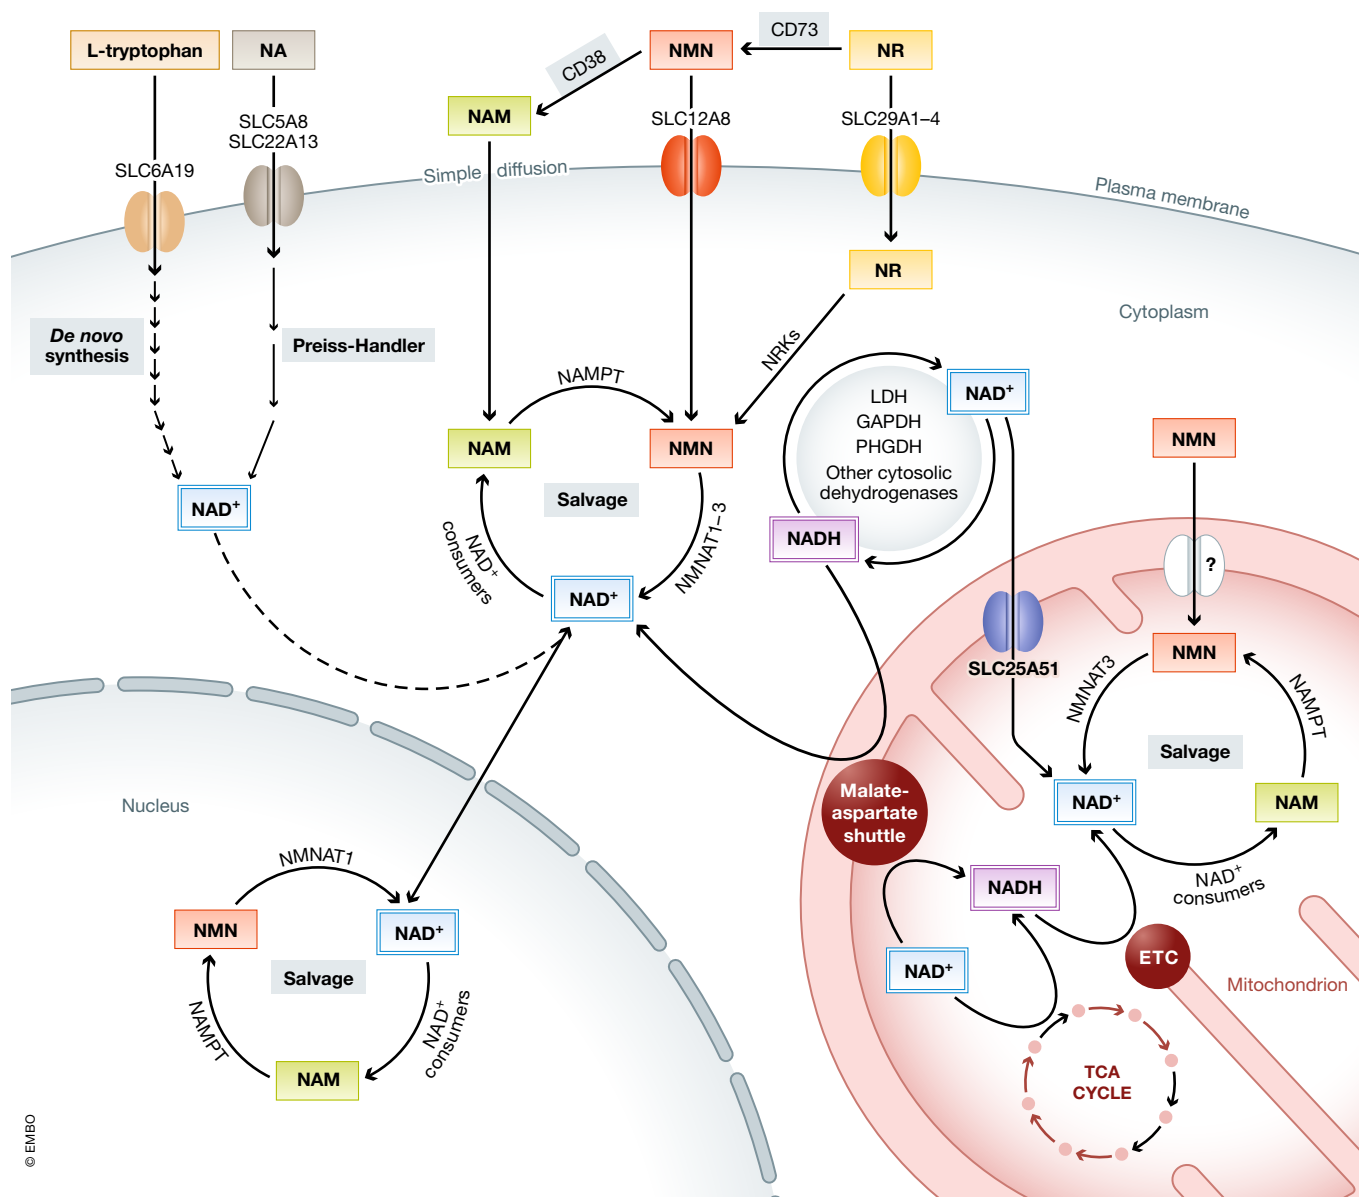 L-tryptophan
NA
NMN
CD73
NR
CD38
NAM
SLC5A8
SLC22A13
SLC12A8
SLC29A1–4
SLC6A19
Simple diffusion
Plasma membrane
NR
Cytoplasm
De novo
synthesis
Preiss-Handler
NRKs
NAMPT
NAM
NMN
Salvage
NAD+
consumers
NMNAT1–3
NAD+
NAD+
LDH
GAPDH
PHGDH
Other cytosolic
dehydrogenases
NAD+
NADH
NMN
?
SLC25A51
NMN
NMNAT3
NAMPT
Salvage
NAD+
NAM
NAD+
consumers
Malate-
aspartate
shuttle
NADH
NAD+
ETC
Mitochondrion
TCA
CYCLE
Nucleus
NMNAT1
NMN
NAD+
Salvage
NAMPT
NAD+
consumers
NAM
© EMBO